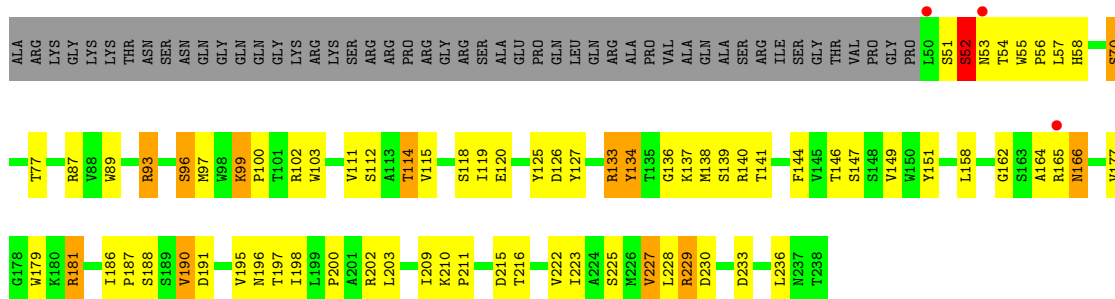 ALA ARG LYS GLY LYS LYS THR ASN SER ASN GLN GLY GLN GLN GLY LYS ARG LYS SER ARG ARG PRO ARG GLY ARG SER ALA GLU PRO GLN LEU GLN ARG ALA PRO VAL ALA GLN ALA SER ARG ILE SER GLY THR VAL PRO GLY PRO L50 S51 S52 N53 T54 W55 P56 L57 H58 S70
T77 R87 V88 W89 R93 S96 M97 W98 K99 P100 T101 R102 W103 V111 S112 A113 T114 V115 S118 I119 E120 Y125 D126 Y127 R133 Y134 T135 G136 K137 M138 S139 R140 T141 F144 V145 T146 S147 S148 V149 W150 Y151 L158 G162 S163 A164 R165 N166 V177
G178 W179 K180 R181 I186 P187 S188 S189 V190 D191 V195 N196 T197 I198 L199 P200 A201 R202 L203 I209 K210 P211 D215 T216 V222 I223 A224 S225 M226 V227 L228 R229 D230 D233 L236 N237 T238